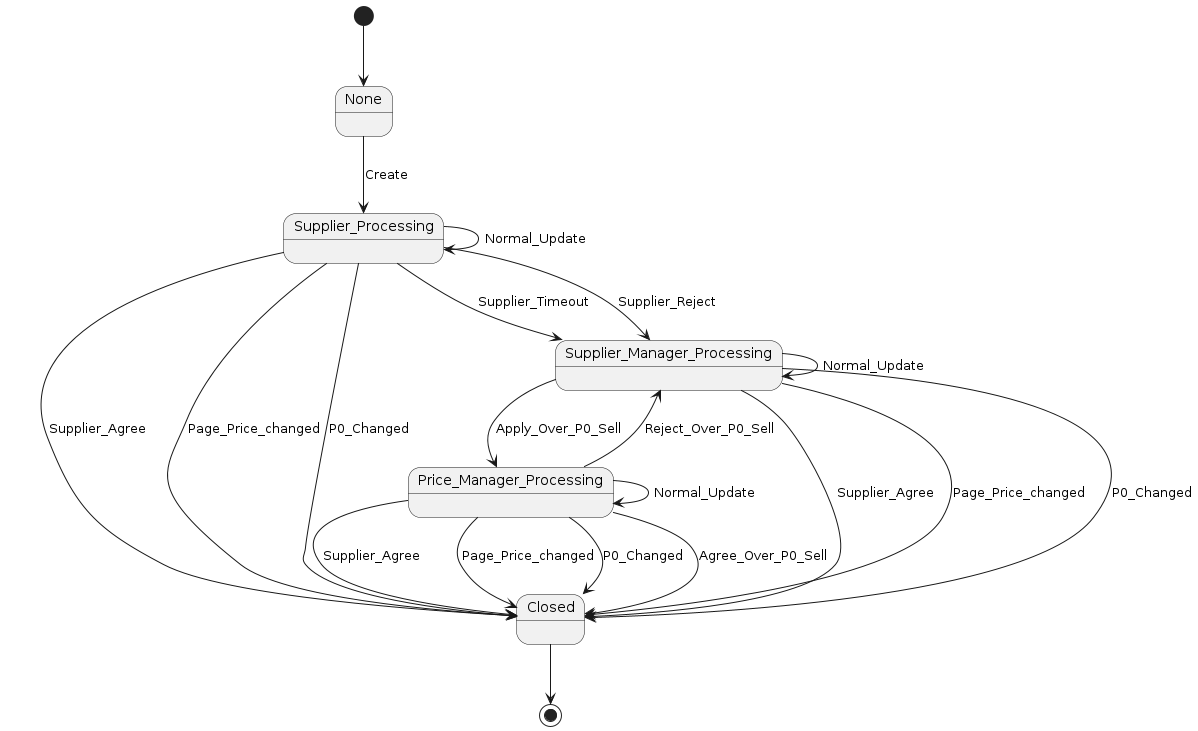 None
Create
Supplier_Processing
Normal_Update
Supplier_Timeout
Supplier_Reject
Supplier_Manager_Processing
Normal_Update
Supplier_Agree
Page_Price_changed
P0_Changed
Apply_Over_P0_Sell
Reject_Over_P0_Sell
Price_Manager_Processing
Normal_Update
Supplier_Agree
Page_Price_changed
P0_Changed
Supplier_Agree
Page_Price_changed
P0_Changed
Agree_Over_P0_Sell
Closed